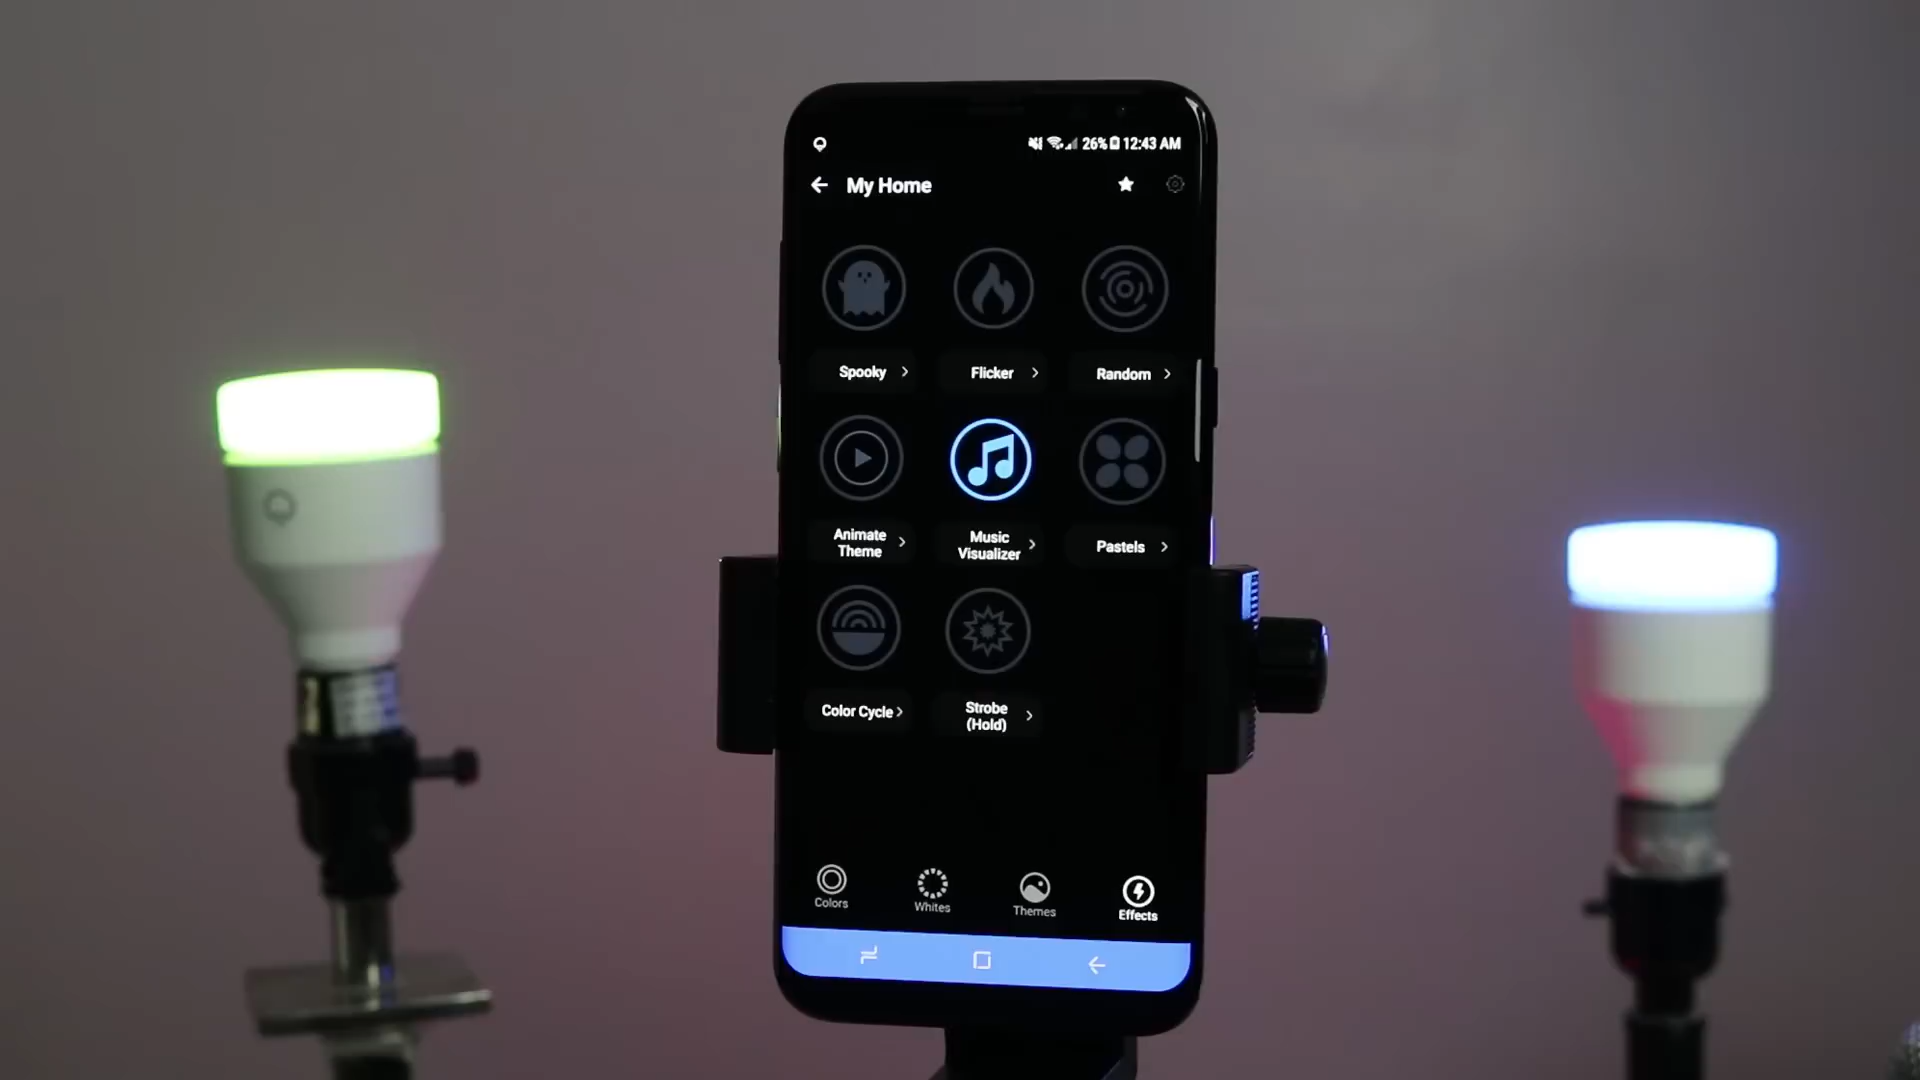 26% 12:43 AM
My Home
Spooky
Flicker
Random
Animate
Theme
Music
Visualizer
Pastels
Color Cycle
Strobe
(Hold)
Colors
Whites
Themes
Effects